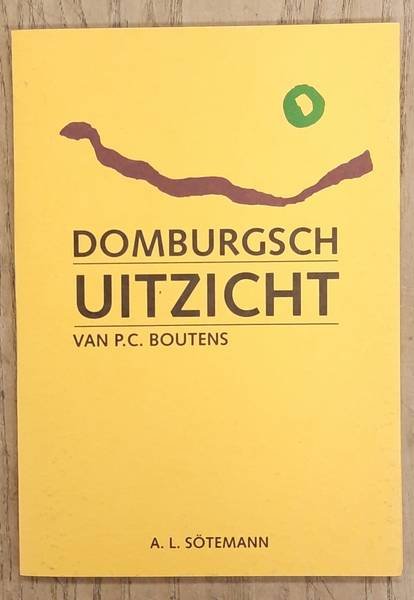 DOMBURGSCH
UITZICHT
VAN P.C. BOUTENS
A. L. SÖTEMANN